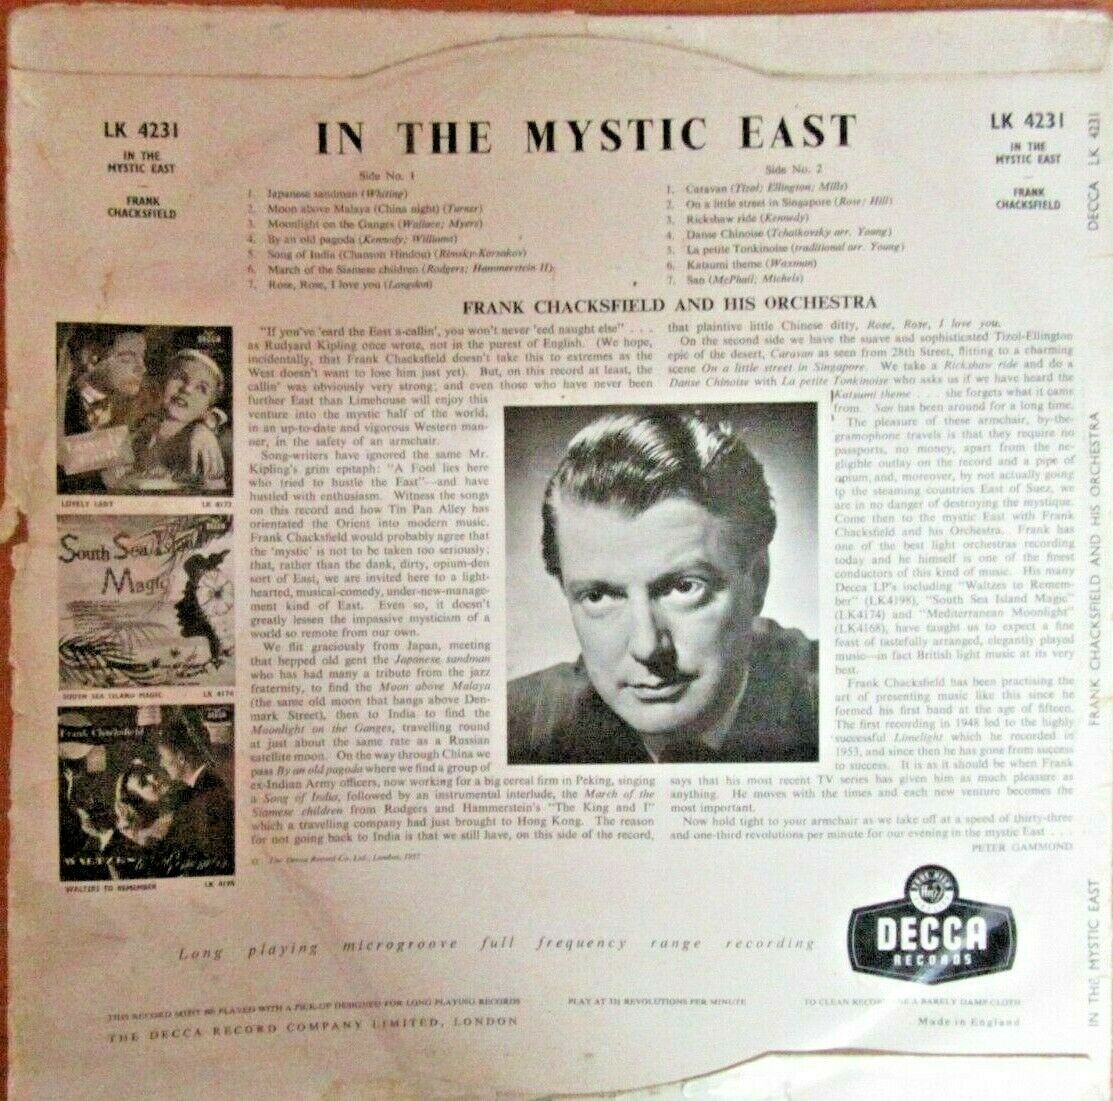 LK 4231
IN THE
MYSTIC EAST
FRANK
CHACKSFIELD
IN THE MYSTIC EAST
LK 4231
IN THE
MYSTIC EAST
FRANK
CHACKSFIELD
Side No. 1
1. Japanese sandman (Whiting)
2. Moon above Malaya (China night) (Turner)
3. Moonlight on the Ganges (Wallace; Myers)
4. By an old pagoda (Kennedy; Williams)
5. Song of India (Chanson Hindou) (Rimsky-Korsakov)
6. March of the Siamese children (Rodgers; Hammerstein II)
7. Rose, Rose, I love you (Langdon)
Side No. 2
1. Caravan (Tizol; Ellington; Mills)
2. On a little street in Singapore (Rose; Hill)
3. Rickshaw ride (Kennedy)
4. Danse Chinoise (Tchaikovsky arr. Young)
5. La petite Tonkinoise (traditional arr. Young)
6. Katsumi theme (Waxman)
7. San (McPhail; Michels)
FRANK CHACKSFIELD AND HIS ORCHESTRA
"If you've 'eard the East a-callin', you won't never 'eed naught else" . . .
as Rudyard Kipling once wrote, not in the purest of English. (We hope,
incidentally, that Frank Chacksfield doesn't take this to extremes as the
West doesn't want to lose him just yet). But, on this record at least, the
callin' was obviously very strong; and even those who have never been
further East than Limehouse will enjoy this
venture into the mystic half of the world,
in an up-to-date and vigorous Western man-
ner, in the safety of an armchair.
Song-writers have ignored the same Mr.
Kipling's grim epitaph: "A Fool lies here
who tried to hustle the East"—and have
hustled with enthusiasm. Witness the songs
on this record and how Tin Pan Alley has
orientated the Orient into modern music.
Frank Chacksfield would probably agree that
the 'mystic' is not to be taken too seriously;
that, rather than the dank, dirty, opium-den
sort of East, we are invited here to a light-
hearted, musical-comedy, under-new-manage-
ment kind of East. Even so, it doesn't
greatly lessen the impassive mysticism of a
world so remote from our own.
We flit graciously from Japan, meeting
that hepped old gent the Japanese sandman
who has had many a tribute from the jazz
fraternity, to find the Moon above Malaya
(the same old moon that hangs above Den-
mark Street), then to India to find the
Moonlight on the Ganges, travelling round
at just about the same rate as a Russian
satellite moon. On the way through China we
pass By an old pagoda where we find a group of
ex-Indian Army officers, now working for a big cereal firm in Peking, singing
a Song of India, followed by an instrumental interlude, the March of the
Siamese children from Rodgers and Hammerstein's "The King and I"
which a travelling company had just brought to Hong Kong. The reason
for not going back to India is that we still have, on this side of the record,
© The Decca Record Co. Ltd., London, 1957
that plaintive little Chinese ditty, Rose, Rose, I love you.
On the second side we have the suave and sophisticated Tizol-Ellington
epic of the desert, Caravan as seen from 28th Street, flitting to a charming
scene On a little street in Singapore. We take a Rickshaw ride and do a
Danse Chinoise with La petite Tonkinoise who asks us if we have heard the
Katsumi theme . . . she forgets what it came
from. San has been around for a long time.
The pleasure of these armchair, by-the-
gramophone travels is that they require no
passports, no money, apart from the ne-
gligible outlay on the record and a pipe of
opium, and, moreover, by not actually going
to the steaming countries East of Suez, we
are in no danger of destroying the mystique.
Come then to the mystic East with Frank
Chacksfield and his Orchestra. Frank has
one of the best light orchestras recording
today and he himself is one of the finest
conductors of this kind of music. His many
Decca LP's including "Waltzes to Remem-
ber" (LK4198), "South Sea Island Magic"
(LK4174) and "Mediterranean Moonlight"
(LK4168), have taught us to expect a fine
feast of tastefully arranged, elegantly played
music—in fact British light music at its very
best.
Frank Chacksfield has been practising the
art of presenting music like this since he
formed his first band at the age of fifteen.
The first recording in 1948 led to the highly
successful Limelight which he recorded in
1953, and since then he has gone from success
to success. It is as it should be when Frank
says that his most recent TV series has given him as much pleasure as
anything. He moves with the times and each new venture becomes the
most important.
Now hold tight to your armchair as we take off at a speed of thirty-three
and one-third revolutions per minute for our evening in the mystic East . . .
PETER GAMMOND
LOVELY LADY
South Sea Island
Magic
SOUTH SEA ISLAND MAGIC LK 4174
Frank Chacksfield
WALTZES
WALTZES TO REMEMBER
Long playing microgroove full frequency range recording
DECCA
RECORDS
THIS RECORD MUST BE PLAYED WITH A PICK-UP DESIGNED FOR LONG PLAYING RECORDS
PLAY AT 33⅓ REVOLUTIONS PER MINUTE
TO CLEAN RECORD USE A BARELY DAMP CLOTH
THE DECCA RECORD COMPANY LIMITED, LONDON
Made in England
IN THE MYSTIC EAST FRANK CHACKSFIELD AND HIS ORCHESTRA DECCA LK 4231